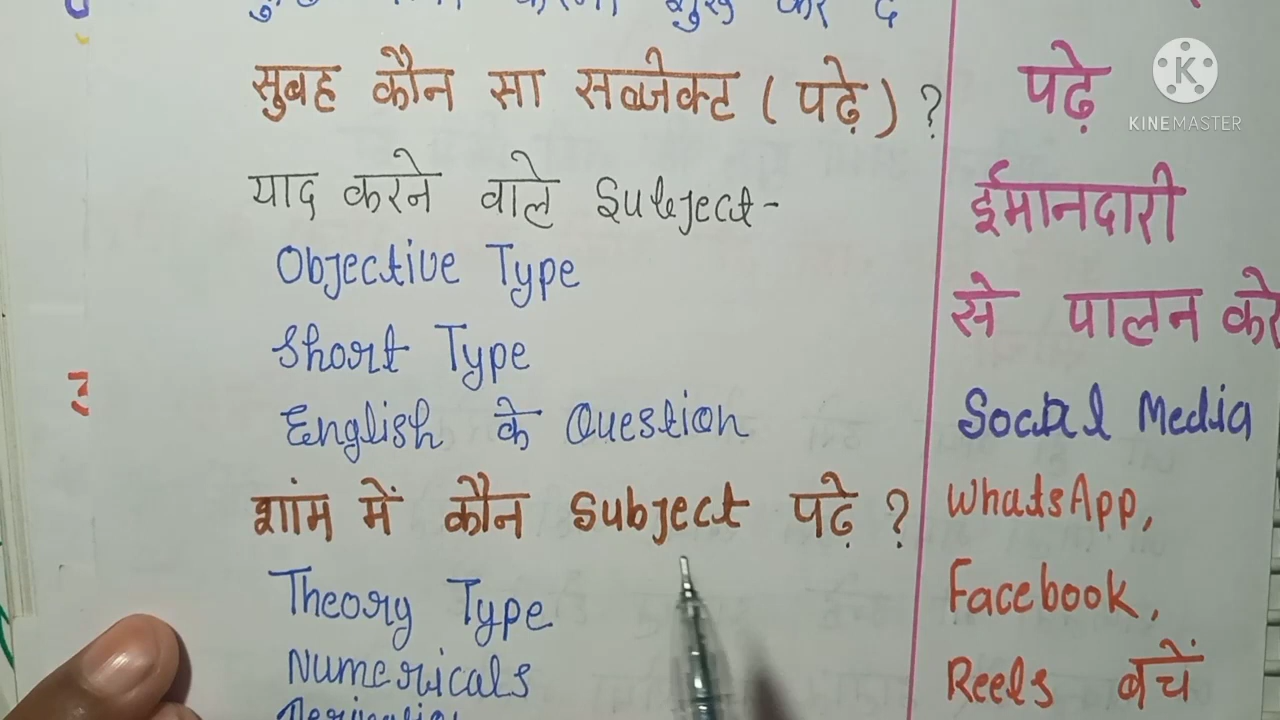 सुबह कौन सा सब्जेक्ट (पढ़े) ?
याद करने वाले Subject-
Objective Type
Short Type
English के Question
शांम में कौन Subject पढ़े ?
Theory Type
Numericals
पढ़े
ईमानदारी
से पालन करे
Social Media
WhatsApp,
Facebook,
Reels बचें
KINEMASTER